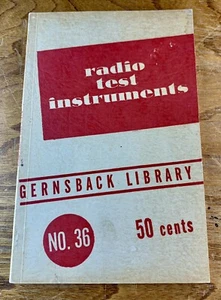 radio
test
instruments
GERNSBACK LIBRARY
NO. 36
50 cents